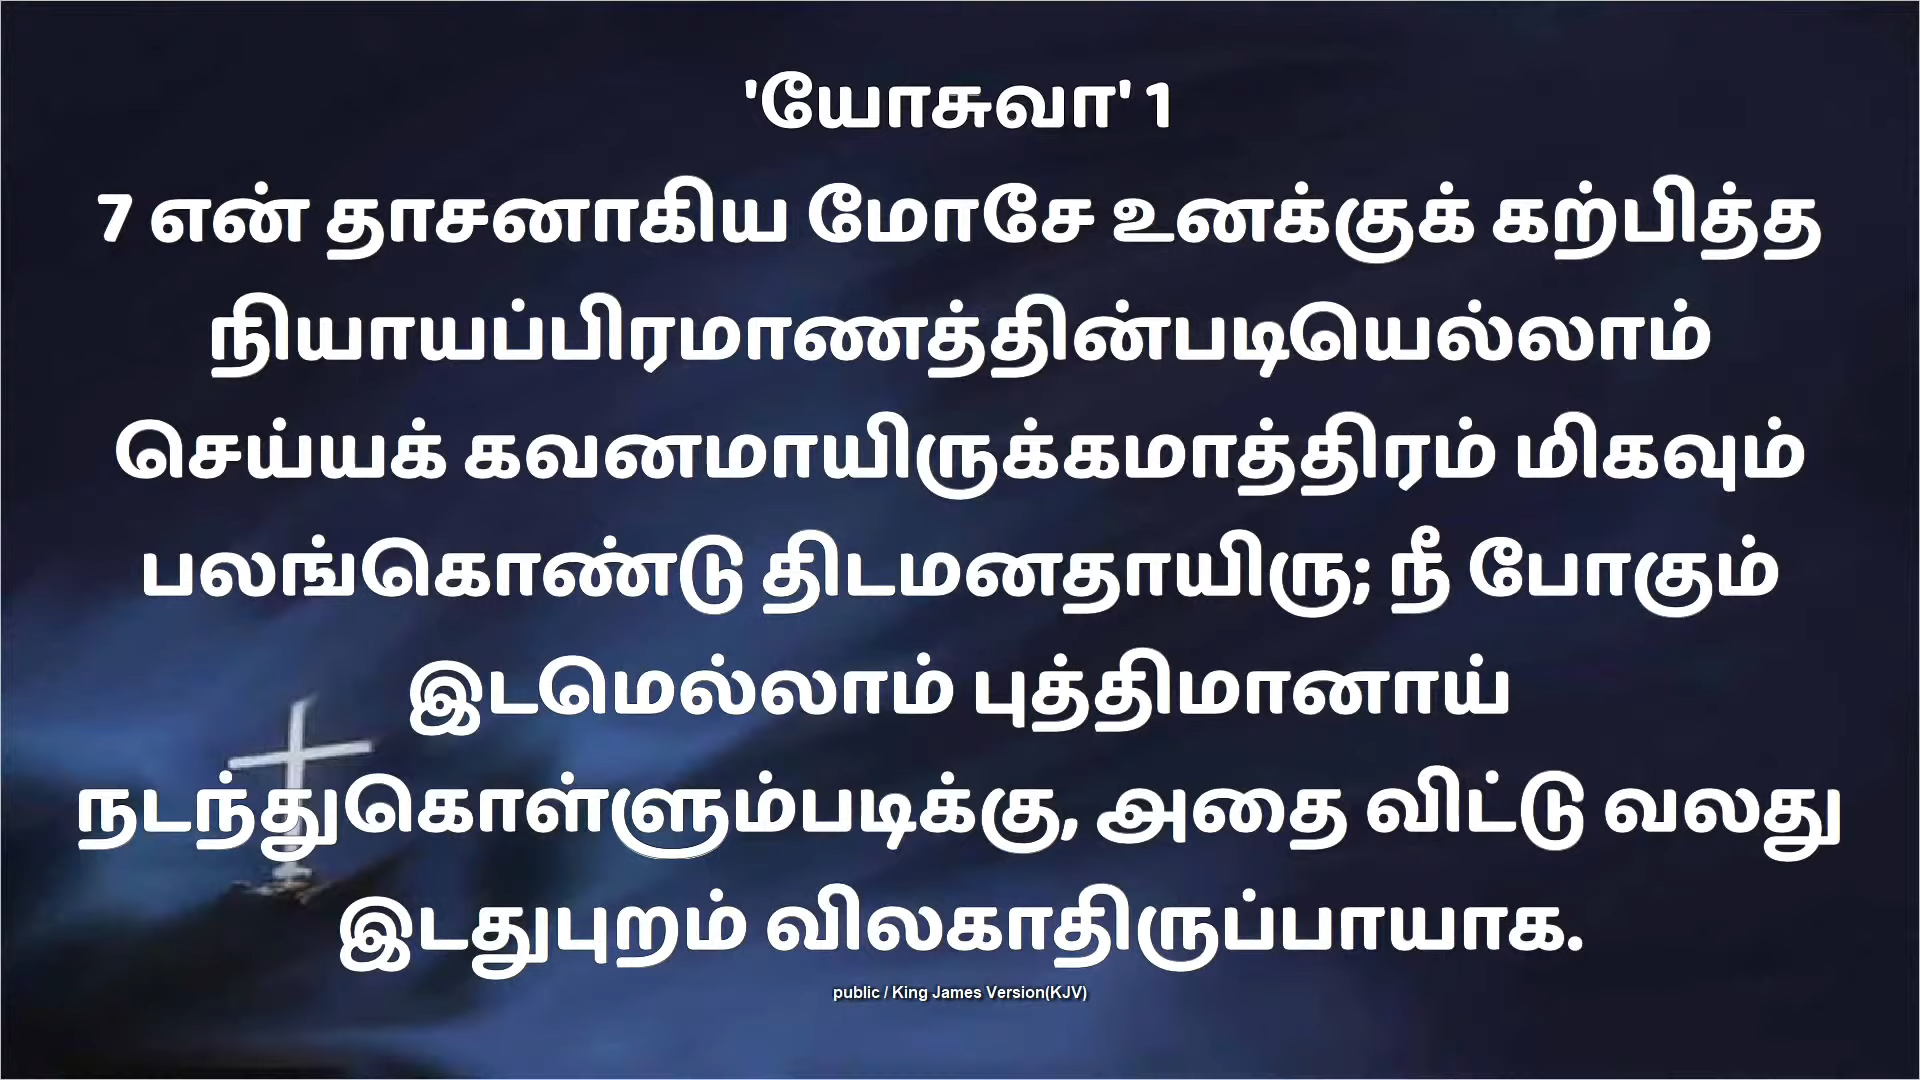 'யோசுவா' 1
7 என் தாசனாகிய மோசே உனக்குக் கற்பித்த
நியாயப்பிரமாணத்தின்படியெல்லாம்
செய்யக் கவனமாயிருக்கமாத்திரம் மிகவும்
பலங்கொண்டு திடமனதாயிரு; நீ போகும்
இடமெல்லாம் புத்திமானாய்
நடந்துகொள்ளும்படிக்கு, அதை விட்டு வலது
இடதுபுறம் விலகாதிருப்பாயாக.
public / King James Version(KJV)